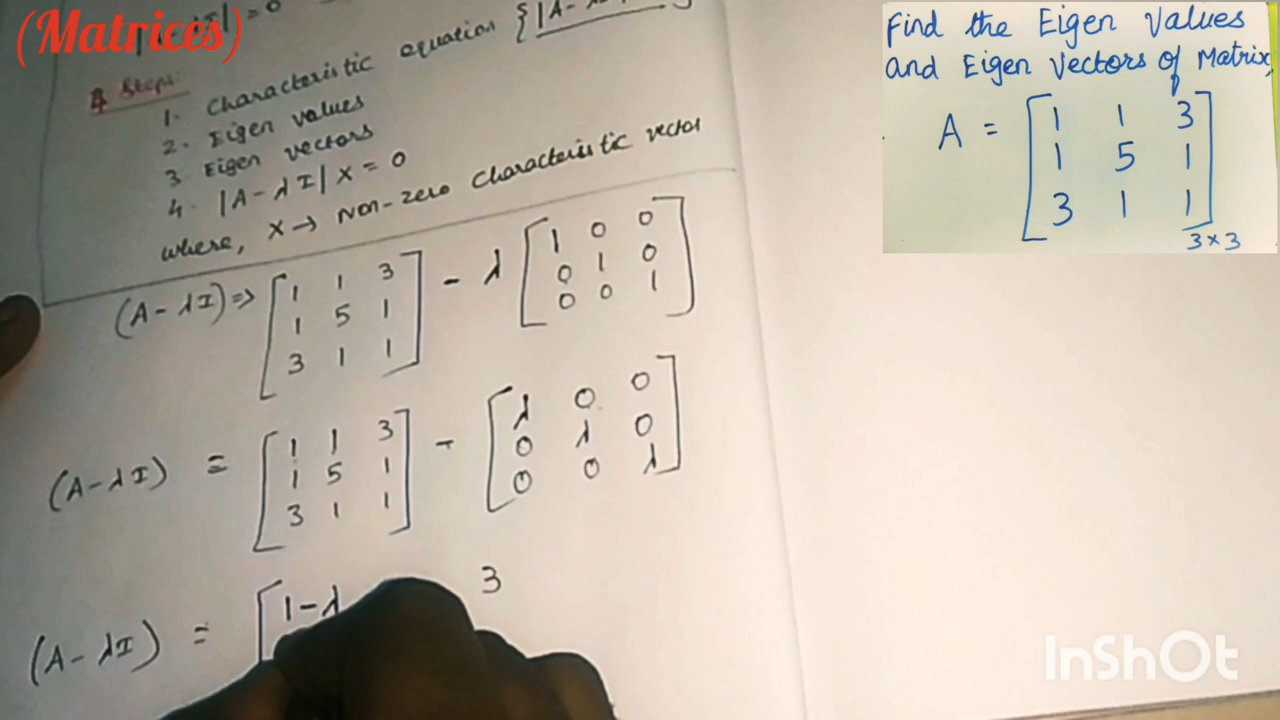 (Matrices)
|=0
4 Steps:
1. Characteristic equation {|A-
2. Eigen values
3 Eigen vectors
4. |A-λI|X=0
where, X→ Non-zero characteristic vector
(A-λI)⇒ [1 1 3 - λ [1 0 0
1 5 1 0 1 0
3 1 1] 0 0 1]
(A-λI) = [1 1 3 - [λ 0 0
1 5 1 0 λ 0
3 1 1] 0 0 λ]
(A-λI) = [1-λ 3
Find the Eigen Values
and Eigen Vectors of Matrix,
A = [1 1 3
1 5 1
3 1 1]
3×3
InShOt